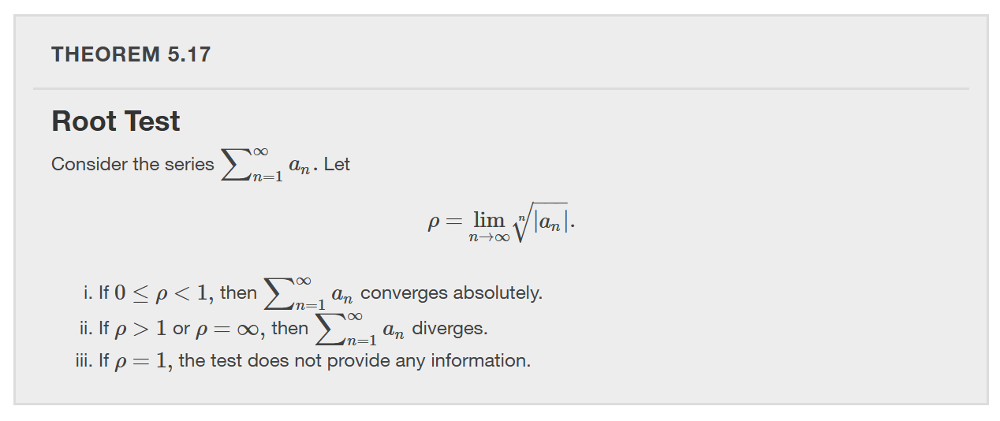 THEOREM 5.17
Root Test
Consider the series $\sum_{n=1}^{\infty} a_n$. Let
$\rho = \lim_{n \to \infty} \sqrt[n]{|a_n|}.$
i. If $0 \leq \rho < 1$, then $\sum_{n=1}^{\infty} a_n$ converges absolutely.
ii. If $\rho > 1$ or $\rho = \infty$, then $\sum_{n=1}^{\infty} a_n$ diverges.
iii. If $\rho = 1$, the test does not provide any information.